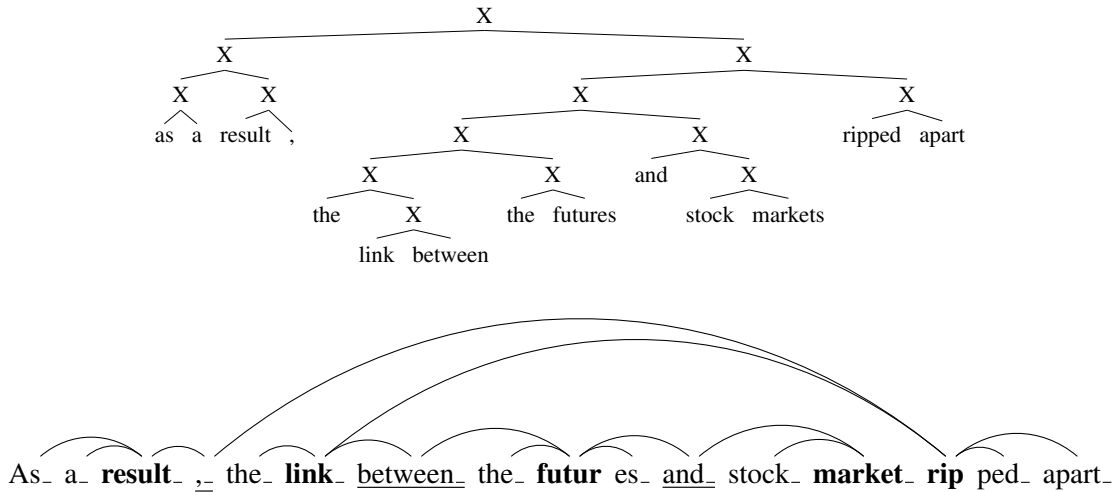 X
X X
X X X X
as a result , X X ripped apart
X X and X
the X the futures stock markets
link between
As_ a_ result_ ,_ the_ link_ between_ the_ futur es_ and_ stock_ market_ rip ped_ apart_